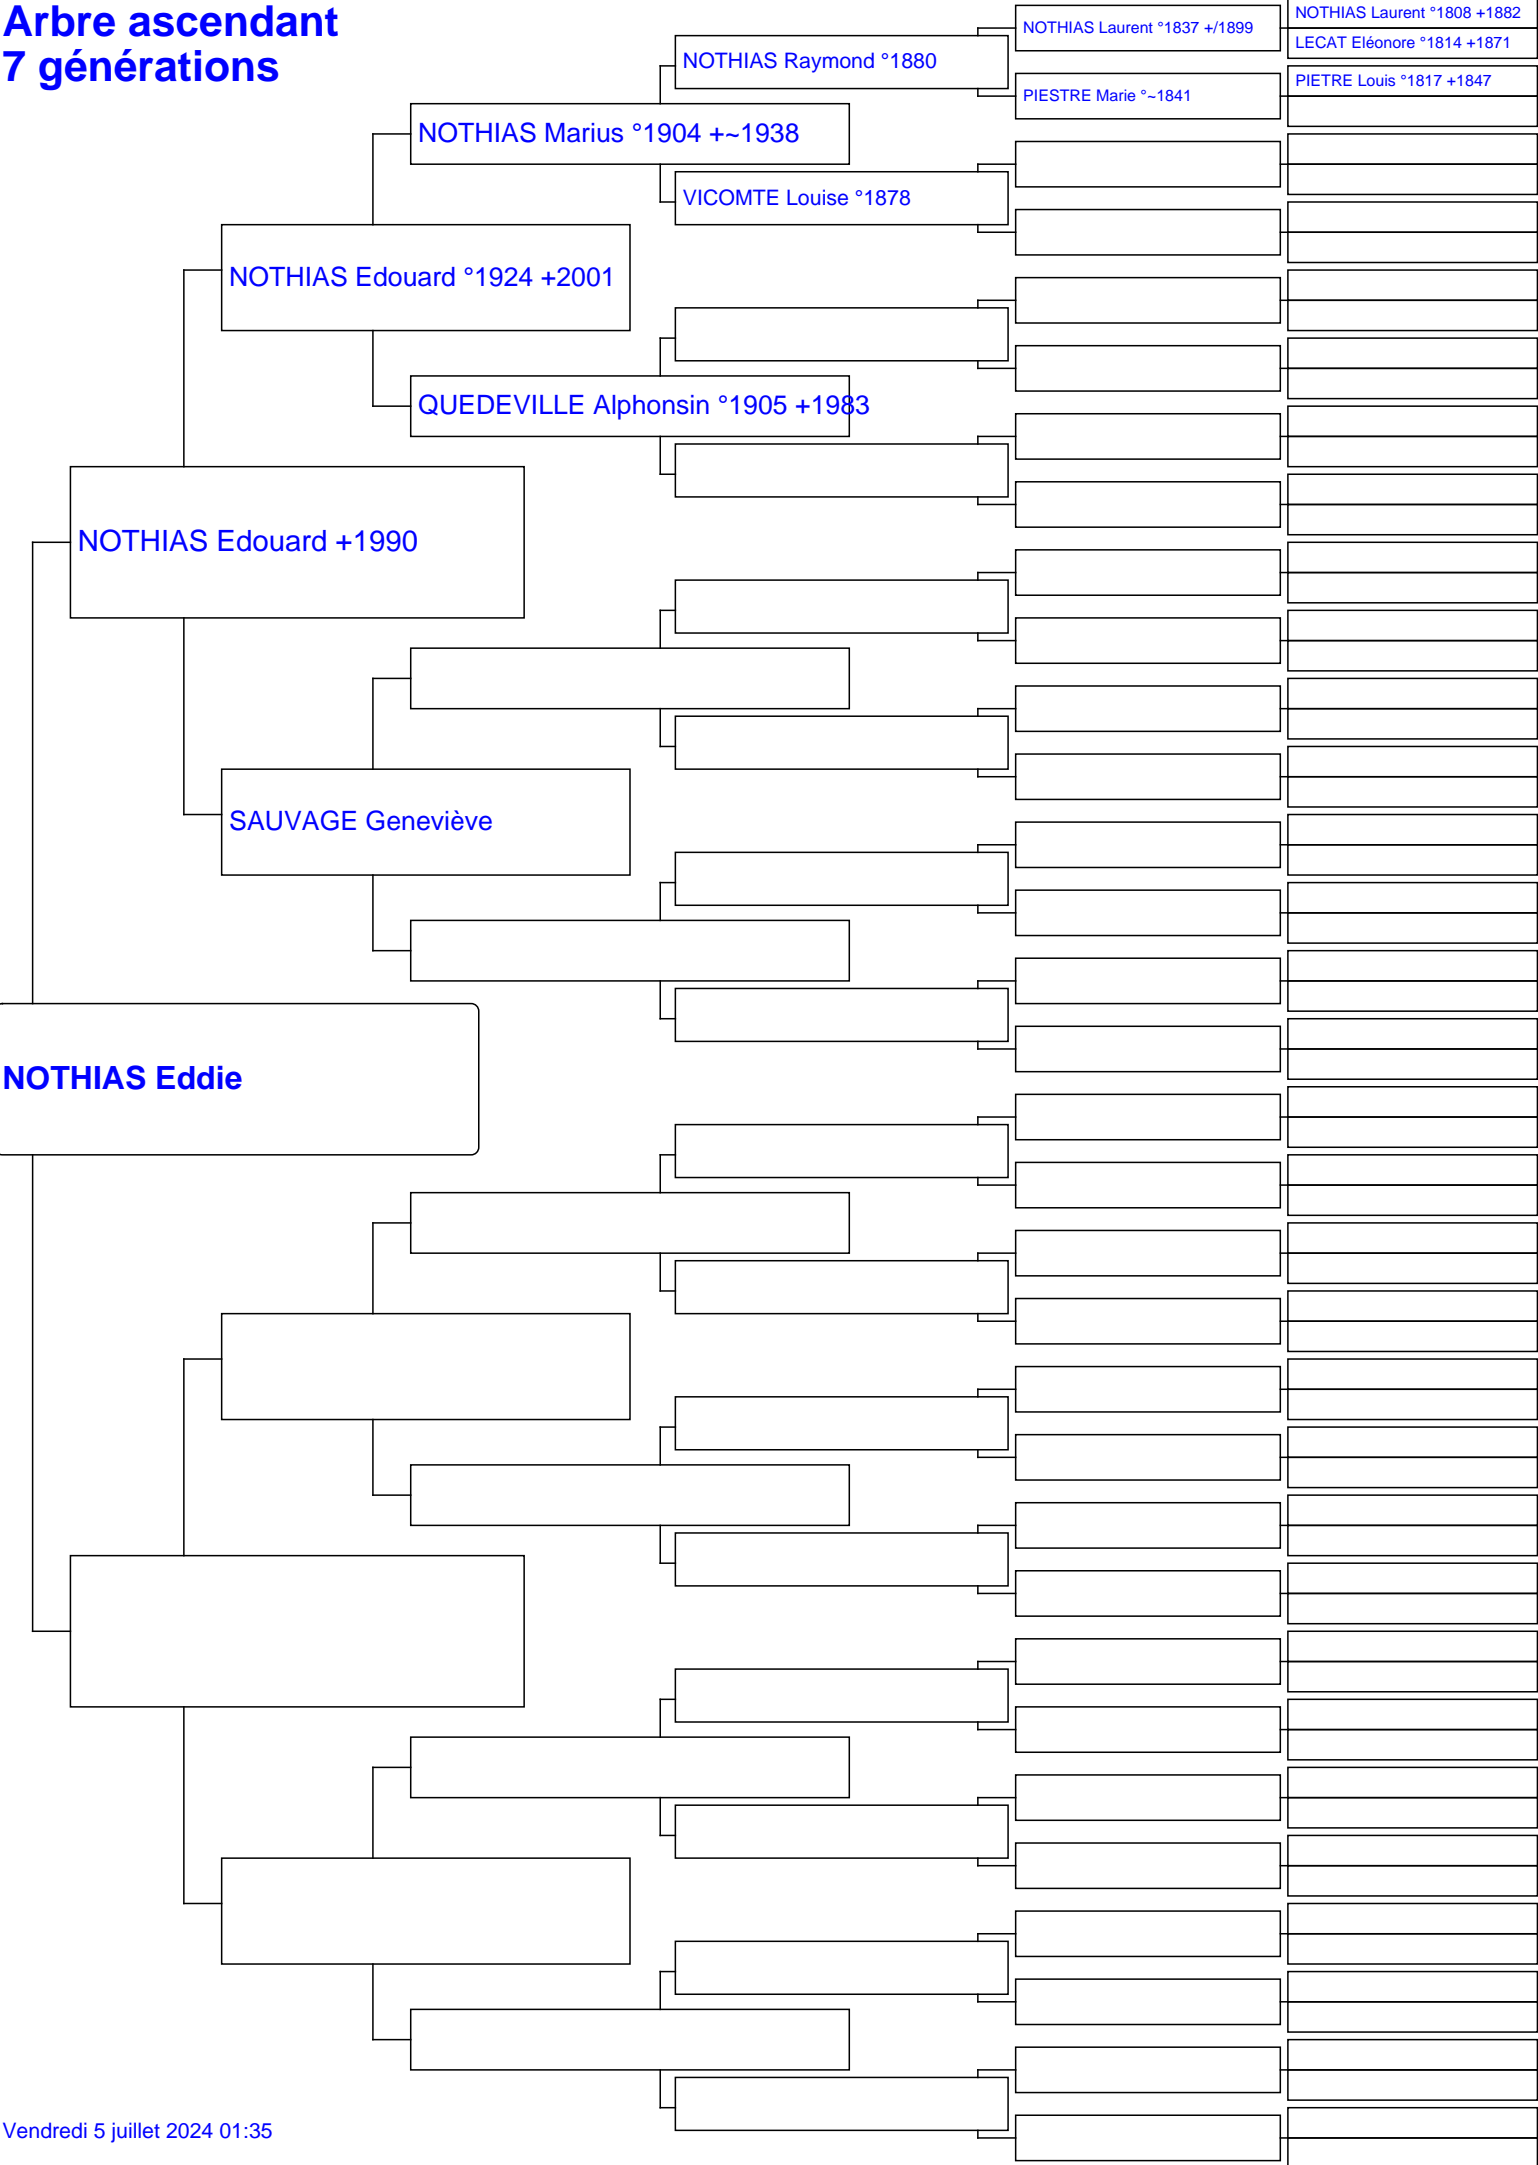 Arbre ascendant
7 générations
NOTHIAS Laurent °1808 +1882
NOTHIAS Laurent °1837 +/1899
LECAT Eléonore °1814 +1871
NOTHIAS Raymond °1880
PIETRE Louis °1817 +1847
PIESTRE Marie °~1841
NOTHIAS Marius °1904 +~1938
VICOMTE Louise °1878
NOTHIAS Edouard °1924 +2001
QUEDEVILLE Alphonsin °1905 +1983
NOTHIAS Edouard +1990
SAUVAGE Geneviève
NOTHIAS Eddie
Vendredi 5 juillet 2024 01:35